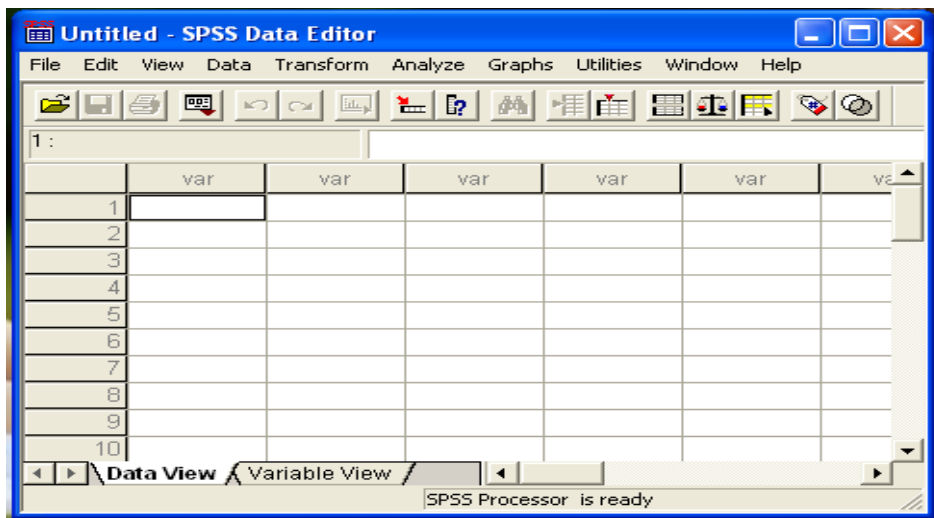 Untitled - SPSS Data Editor
File Edit View Data Transform Analyze Graphs Utilities Window Help
1 :
var var var var var va
1
2
3
4
5
6
7
8
9
10
Data View Variable View
SPSS Processor is ready